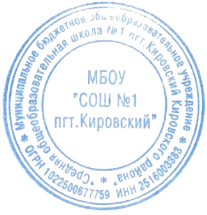 Муниципальное бюджетное общеобразовательное учреждение
"Средняя общеобразовательная школа №1 пгт.Кировский Кировского района"
* ОГРН 1022500677759 ИНН 2516003983 *
МБОУ
"СОШ №1
пгт.Кировский"